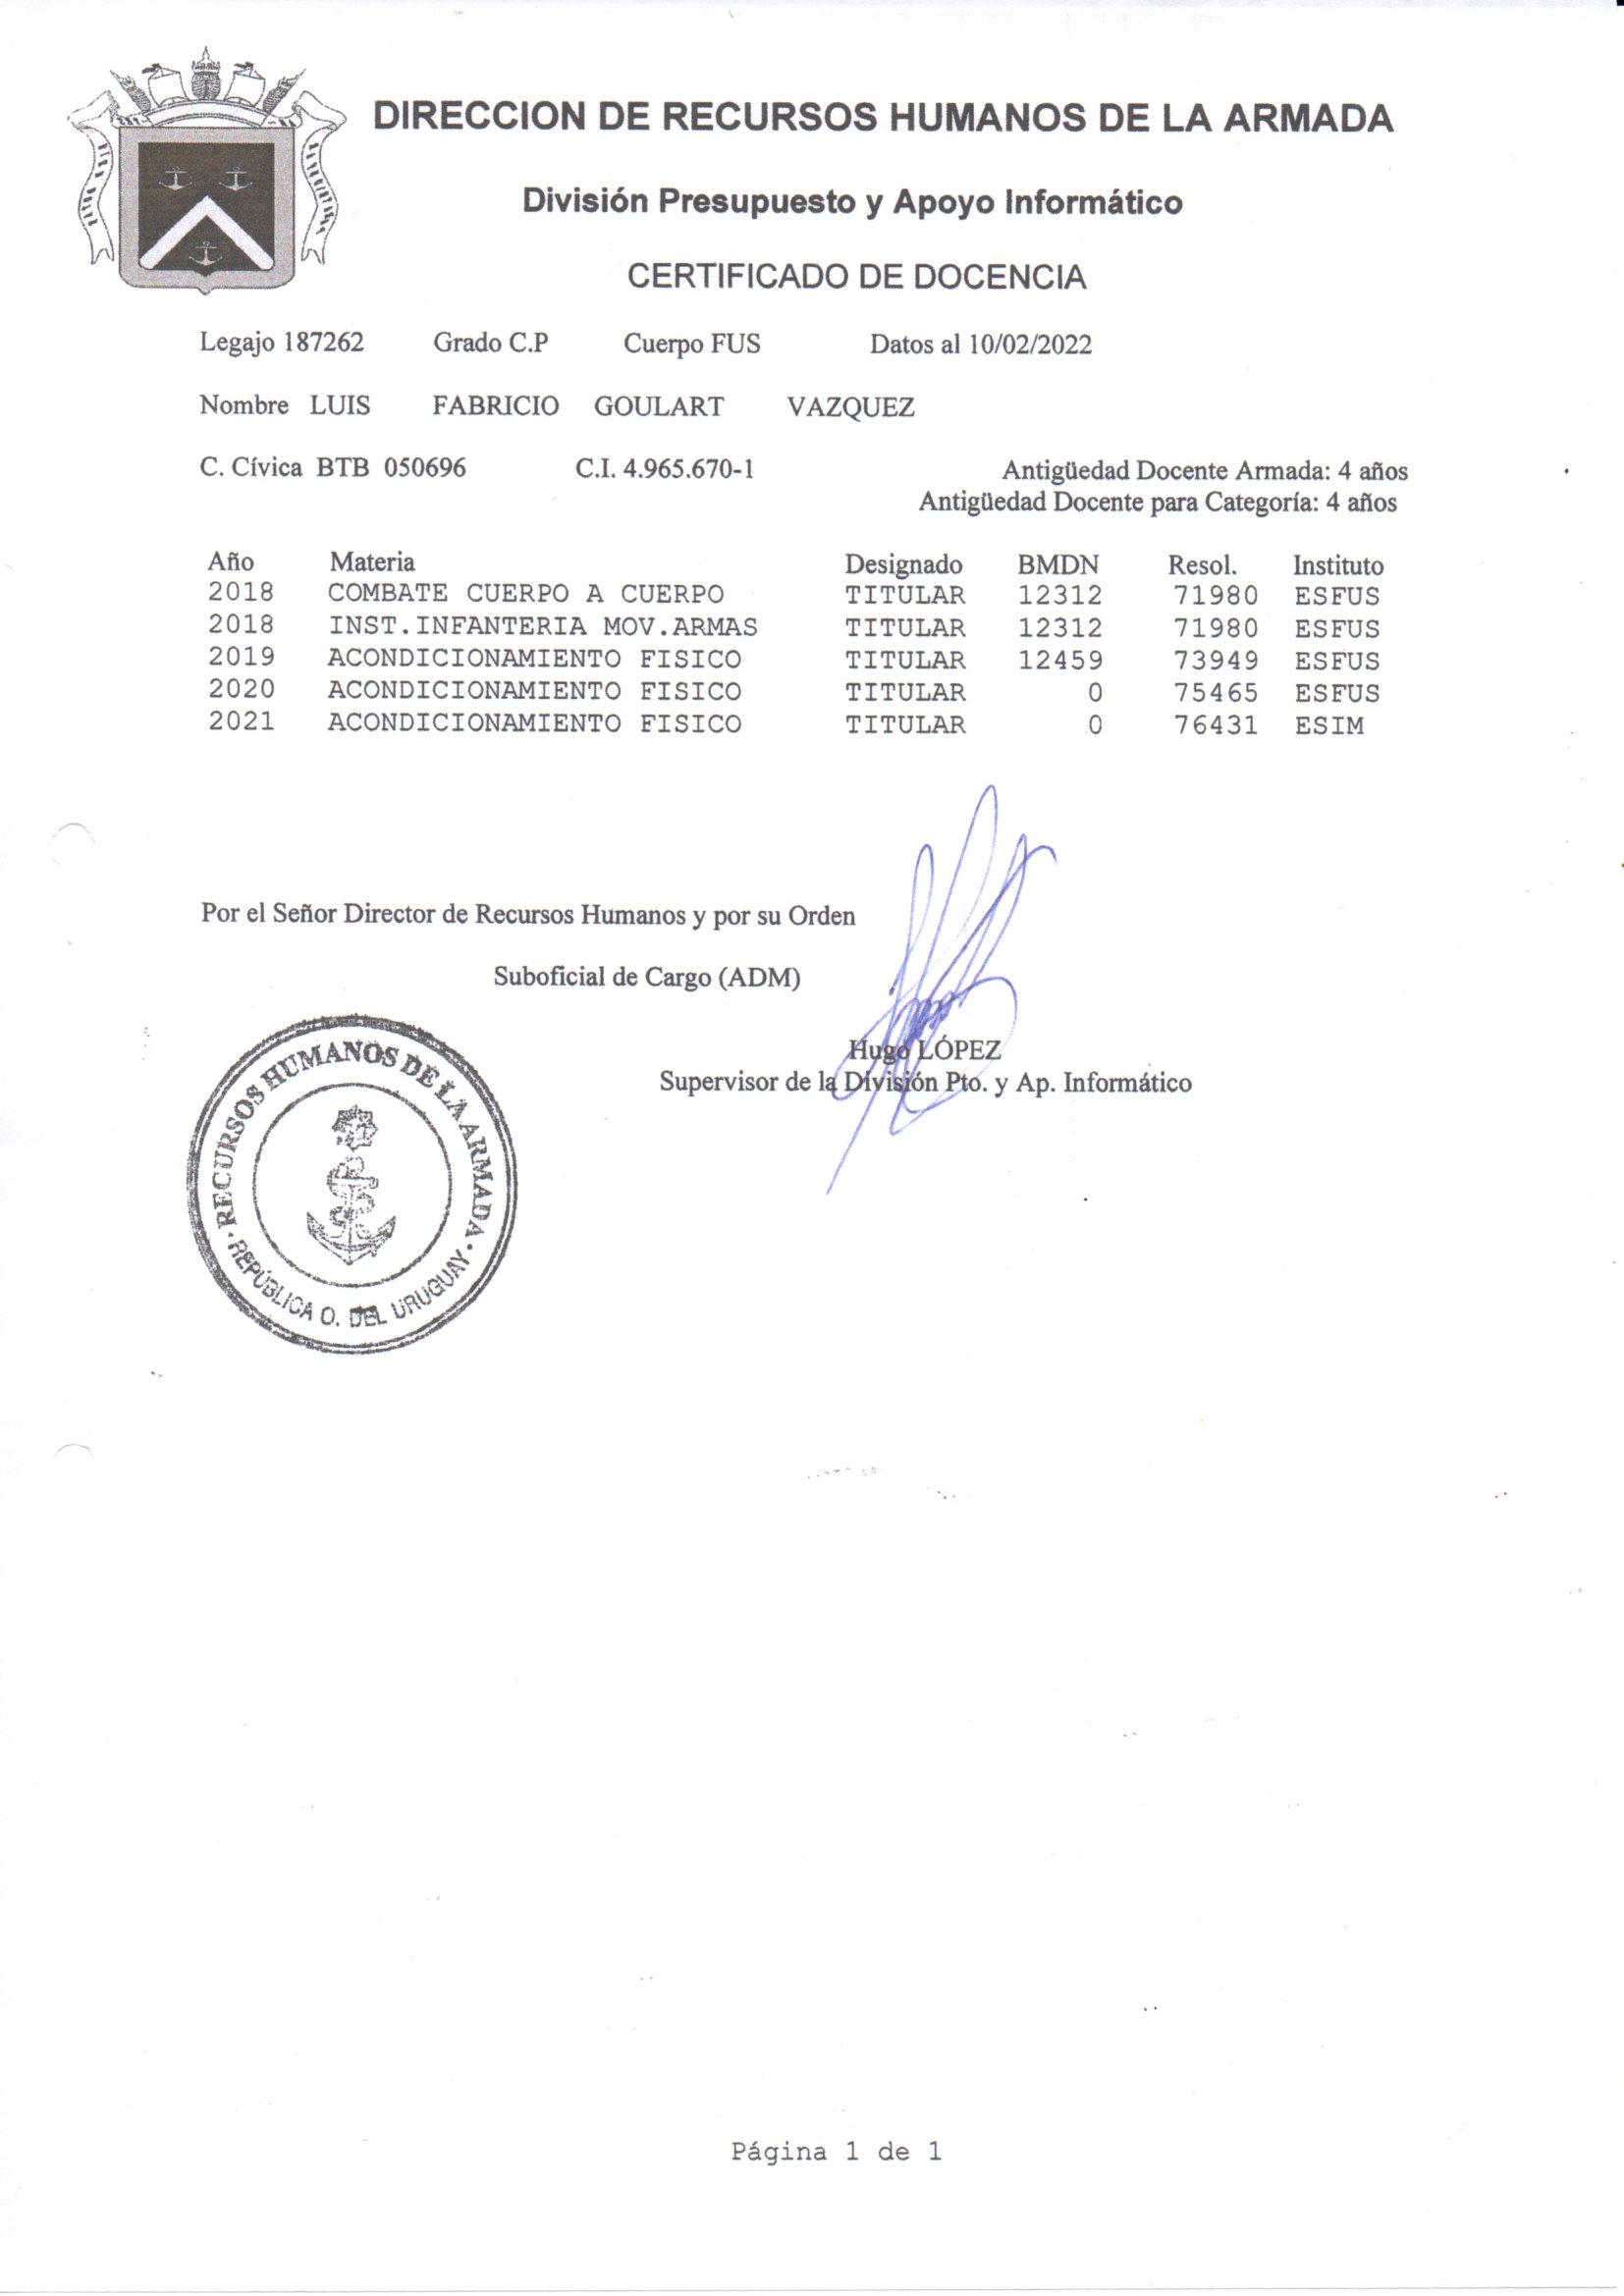 DIRECCION DE RECURSOS HUMANOS DE LA ARMADA
División Presupuesto y Apoyo Informático
CERTIFICADO DE DOCENCIA
Legajo 187262 Grado C.P Cuerpo FUS Datos al 10/02/2022
Nombre LUIS FABRICIO GOULART VAZQUEZ
C. Cívica BTB 050696 C.I. 4.965.670-1 Antigüedad Docente Armada: 4 años
Antigüedad Docente para Categoría: 4 años
Año Materia Designado BMDN Resol. Instituto
2018 COMBATE CUERPO A CUERPO TITULAR 12312 71980 ESFUS
2018 INST.INFANTERIA MOV.ARMAS TITULAR 12312 71980 ESFUS
2019 ACONDICIONAMIENTO FISICO TITULAR 12459 73949 ESFUS
2020 ACONDICIONAMIENTO FISICO TITULAR 0 75465 ESFUS
2021 ACONDICIONAMIENTO FISICO TITULAR 0 76431 ESIM
Por el Señor Director de Recursos Humanos y por su Orden
Suboficial de Cargo (ADM)
Hugo LÓPEZ
Supervisor de la División Pto. y Ap. Informático
RECURSOS HUMANOS DE LA ARMADA
REPÚBLICA O. DEL URUGUAY
Página 1 de 1